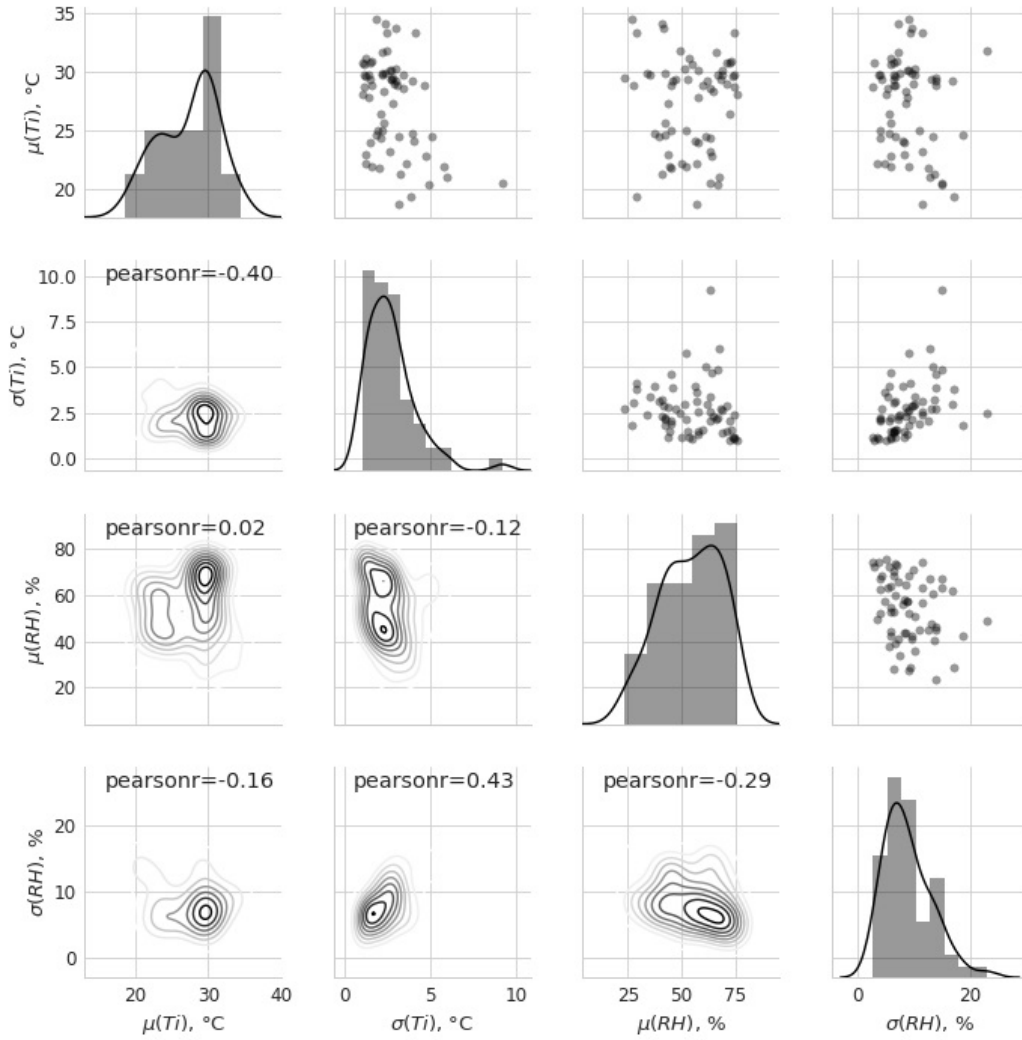 35
30
25
20
μ(Ti), °C
pearsonr=-0.40
10.0
7.5
5.0
2.5
0.0
σ(Ti), °C
pearsonr=0.02
pearsonr=-0.12
80
60
40
20
μ(RH), %
pearsonr=-0.16
pearsonr=0.43
pearsonr=-0.29
20
10
0
σ(RH), %
20 30 40 0 5 10 25 50 75 0 20
μ(Ti), °C σ(Ti), °C μ(RH), % σ(RH), %